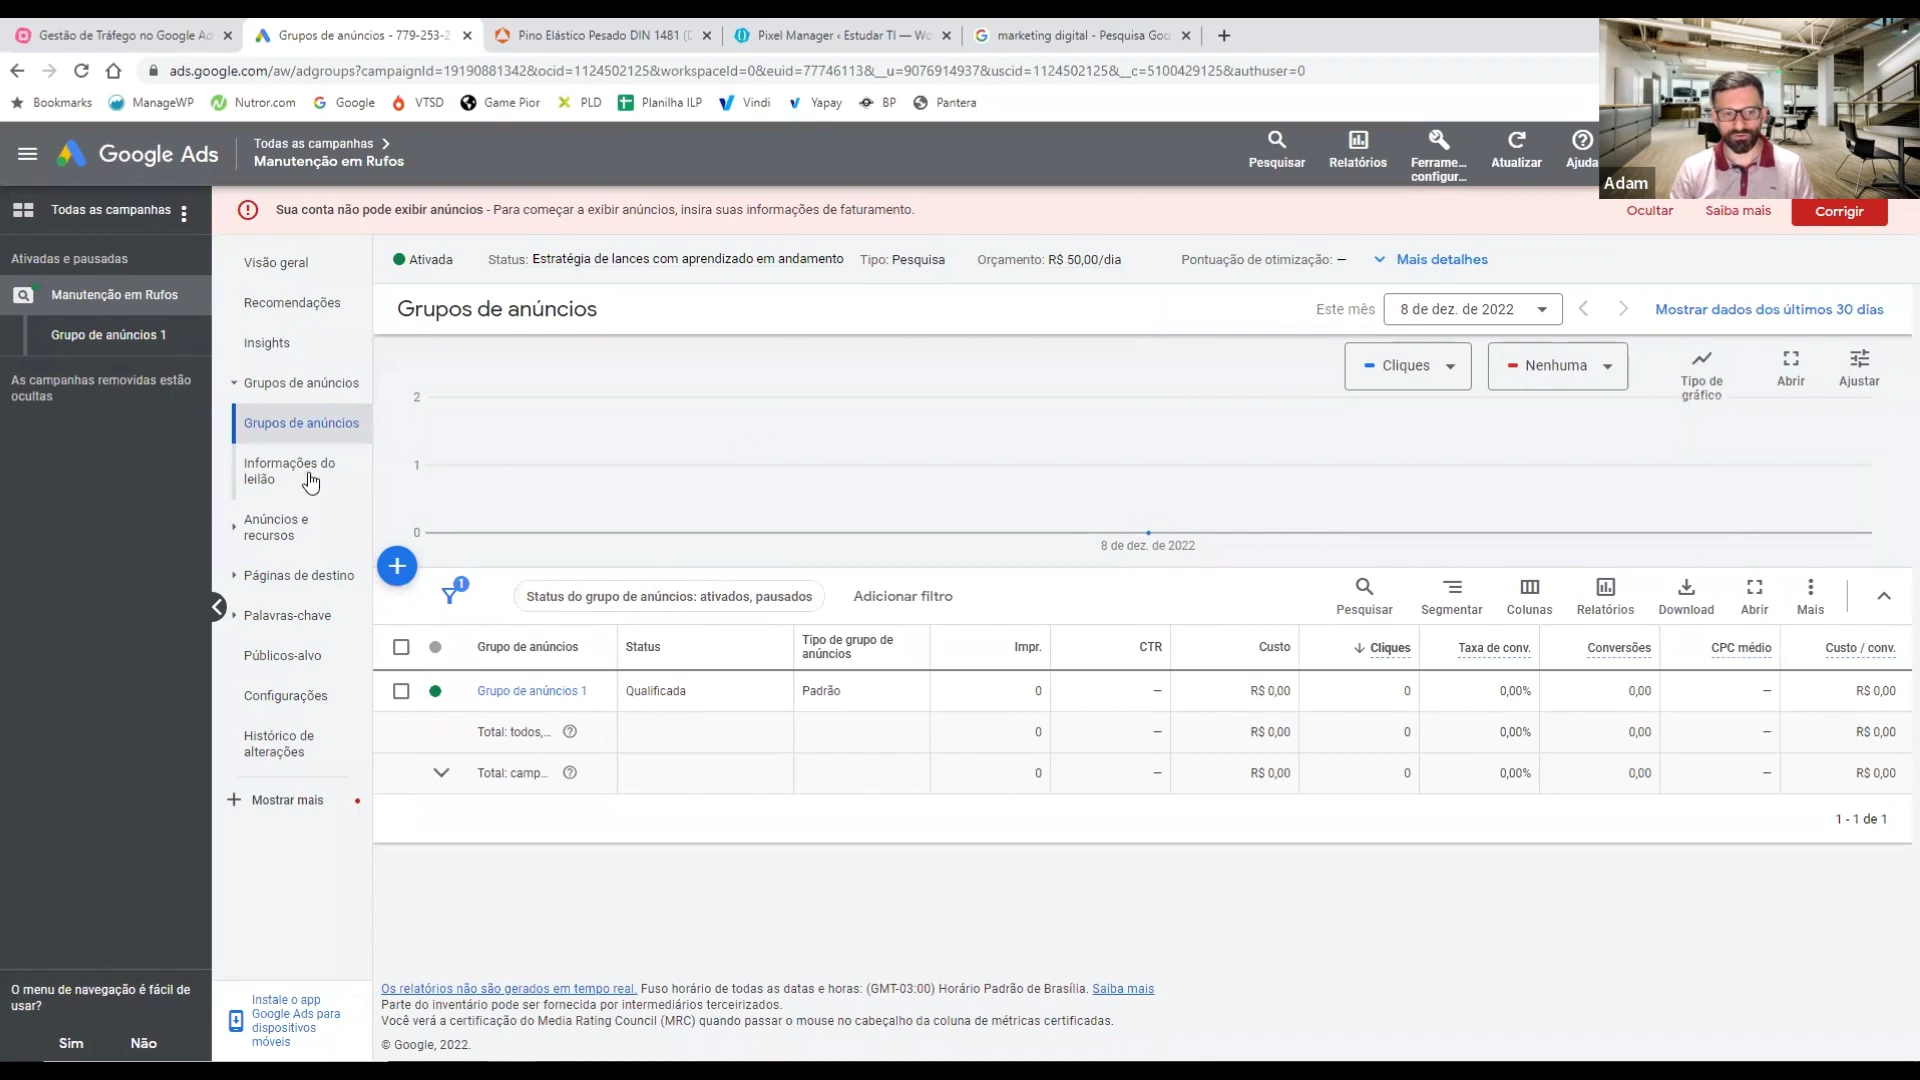 Gestão de Tráfego no Google Ad
Grupos de anúncios - 779-253-2
Pino Elástico Pesado DIN 1481 (D
Pixel Manager ‹ Estudar TI — Wo
marketing digital - Pesquisa Goo
ads.google.com/aw/adgroups?campaignId=19190881342&ocid=1124502125&workspaceId=0&euid=77746113&__u=9076914937&uscid=1124502125&__c=5100429125&authuser=0
Bookmarks
ManageWP
Nutror.com
Google
VTSD
Game Pior
PLD
Planilha ILP
Vindi
Yapay
BP
Pantera
Google Ads
Todas as campanhas
Manutenção em Rufos
Pesquisar
Relatórios
Ferrame...
configur...
Atualizar
Ajuda
Adam
Todas as campanhas
Sua conta não pode exibir anúncios - Para começar a exibir anúncios, insira suas informações de faturamento.
Ocultar
Saiba mais
Corrigir
Ativadas e pausadas
Manutenção em Rufos
Grupo de anúncios 1
As campanhas removidas estão
ocultas
Visão geral
Recomendações
Insights
Grupos de anúncios
Grupos de anúncios
Informações do
leilão
Anúncios e
recursos
Páginas de destino
Palavras-chave
Públicos-alvo
Configurações
Histórico de
alterações
Mostrar mais
Ativada
Status: Estratégia de lances com aprendizado em andamento
Tipo: Pesquisa
Orçamento: R$ 50,00/dia
Pontuação de otimização: —
Mais detalhes
Grupos de anúncios
Este mês
8 de dez. de 2022
Mostrar dados dos últimos 30 dias
Cliques
Nenhuma
Tipo de
gráfico
Abrir
Ajustar
2
1
0
8 de dez. de 2022
1
Status do grupo de anúncios: ativados, pausados
Adicionar filtro
Pesquisar
Segmentar
Colunas
Relatórios
Download
Abrir
Mais
Grupo de anúncios
Status
Tipo de grupo de
anúncios
Impr.
CTR
Custo
Cliques
Taxa de conv.
Conversões
CPC médio
Custo / conv.
Grupo de anúncios 1 Qualificada Padrão 0 — R$ 0,00 0 0,00% 0,00 — R$ 0,00
Total: todos,... 0 — R$ 0,00 0 0,00% 0,00 — R$ 0,00
Total: camp... 0 — R$ 0,00 0 0,00% 0,00 — R$ 0,00
1 - 1 de 1
O menu de navegação é fácil de
usar?
Sim
Não
Instale o app
Google Ads para
dispositivos
móveis
Os relatórios não são gerados em tempo real. Fuso horário de todas as datas e horas: (GMT-03:00) Horário Padrão de Brasília. Saiba mais
Parte do inventário pode ser fornecida por intermediários terceirizados.
Você verá a certificação do Media Rating Council (MRC) quando passar o mouse no cabeçalho da coluna de métricas certificadas.
© Google, 2022.